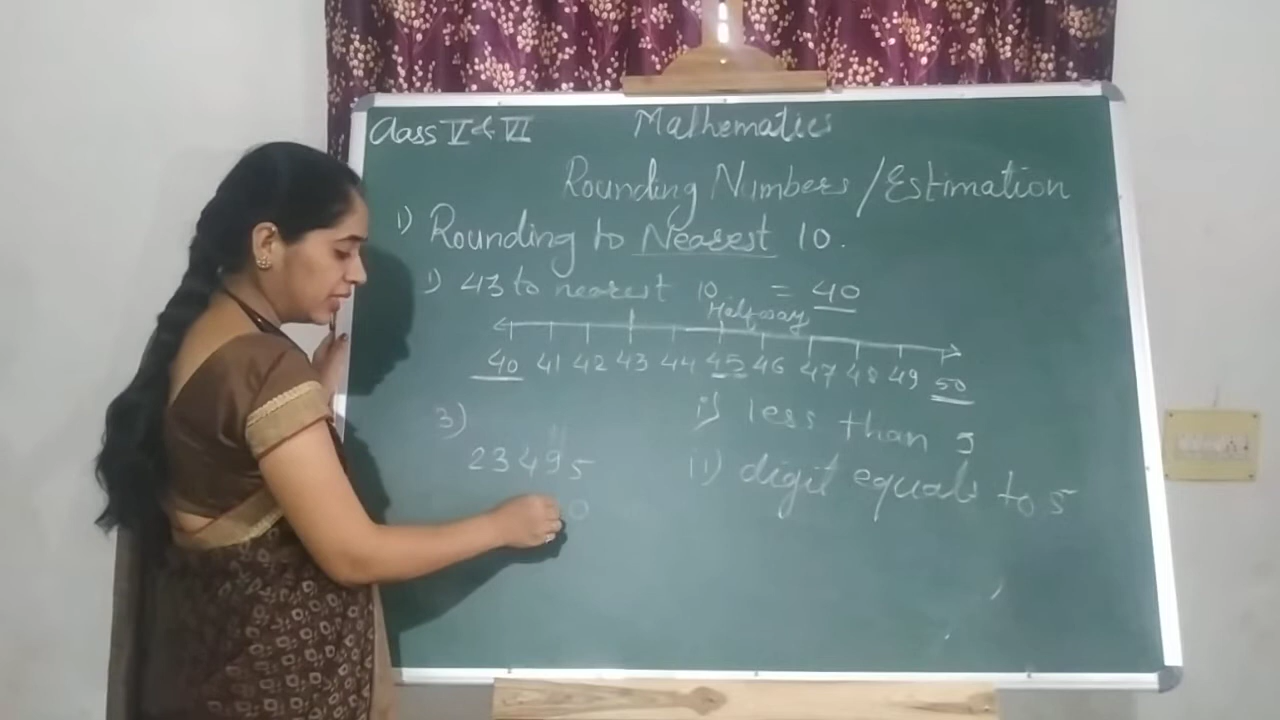 Class V & VI
Mathematics
Rounding Numbers / Estimation
1) Rounding to Nearest 10.
1) 43 to nearest 10 = 40
Halfway
40 41 42 43 44 45 46 47 48 49 50
3)
23495
0
i) less than 5
ii) digit equals to 5